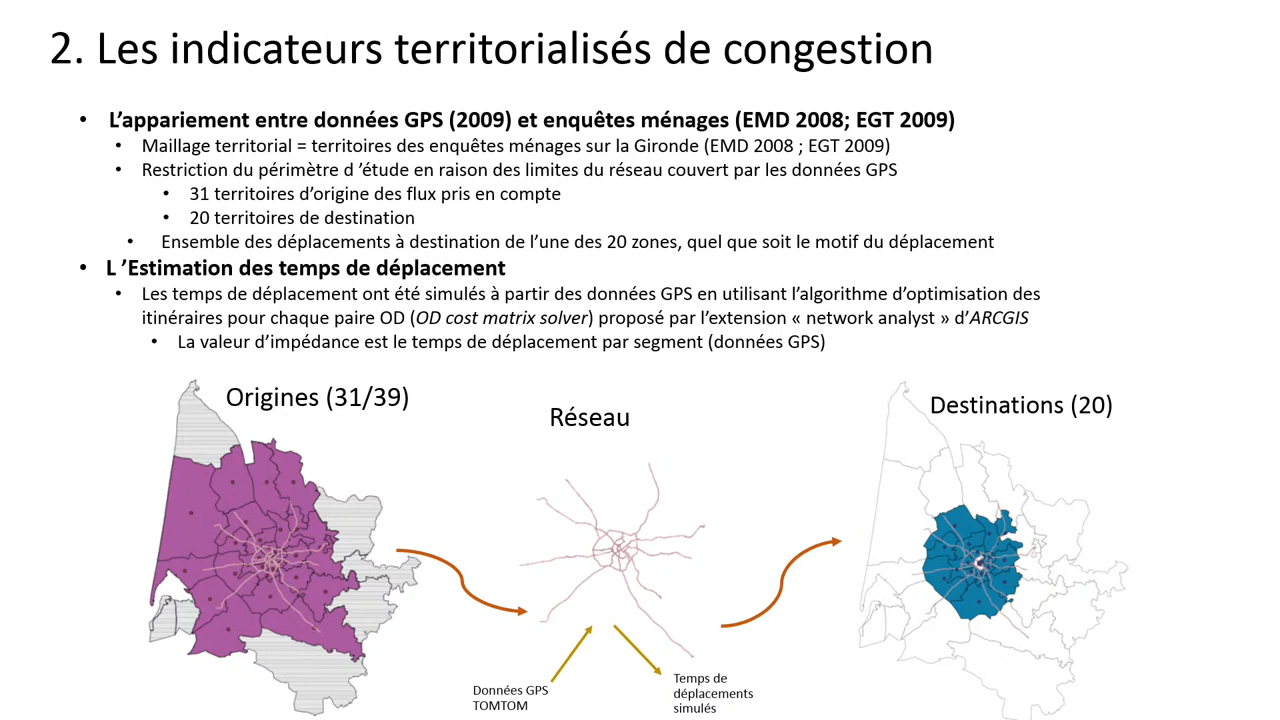 2. Les indicateurs territorialisés de congestion
• L’appariement entre données GPS (2009) et enquêtes ménages (EMD 2008; EGT 2009)
• Maillage territorial = territoires des enquêtes ménages sur la Gironde (EMD 2008 ; EGT 2009)
• Restriction du périmètre d ’étude en raison des limites du réseau couvert par les données GPS
• 31 territoires d’origine des flux pris en compte
• 20 territoires de destination
• Ensemble des déplacements à destination de l’une des 20 zones, quel que soit le motif du déplacement
• L ’Estimation des temps de déplacement
• Les temps de déplacement ont été simulés à partir des données GPS en utilisant l’algorithme d’optimisation des
itinéraires pour chaque paire OD (OD cost matrix solver) proposé par l’extension « network analyst » d’ARCGIS
• La valeur d’impédance est le temps de déplacement par segment (données GPS)
Origines (31/39)
Réseau
Destinations (20)
Données GPS
TOMTOM
Temps de
déplacements
simulés